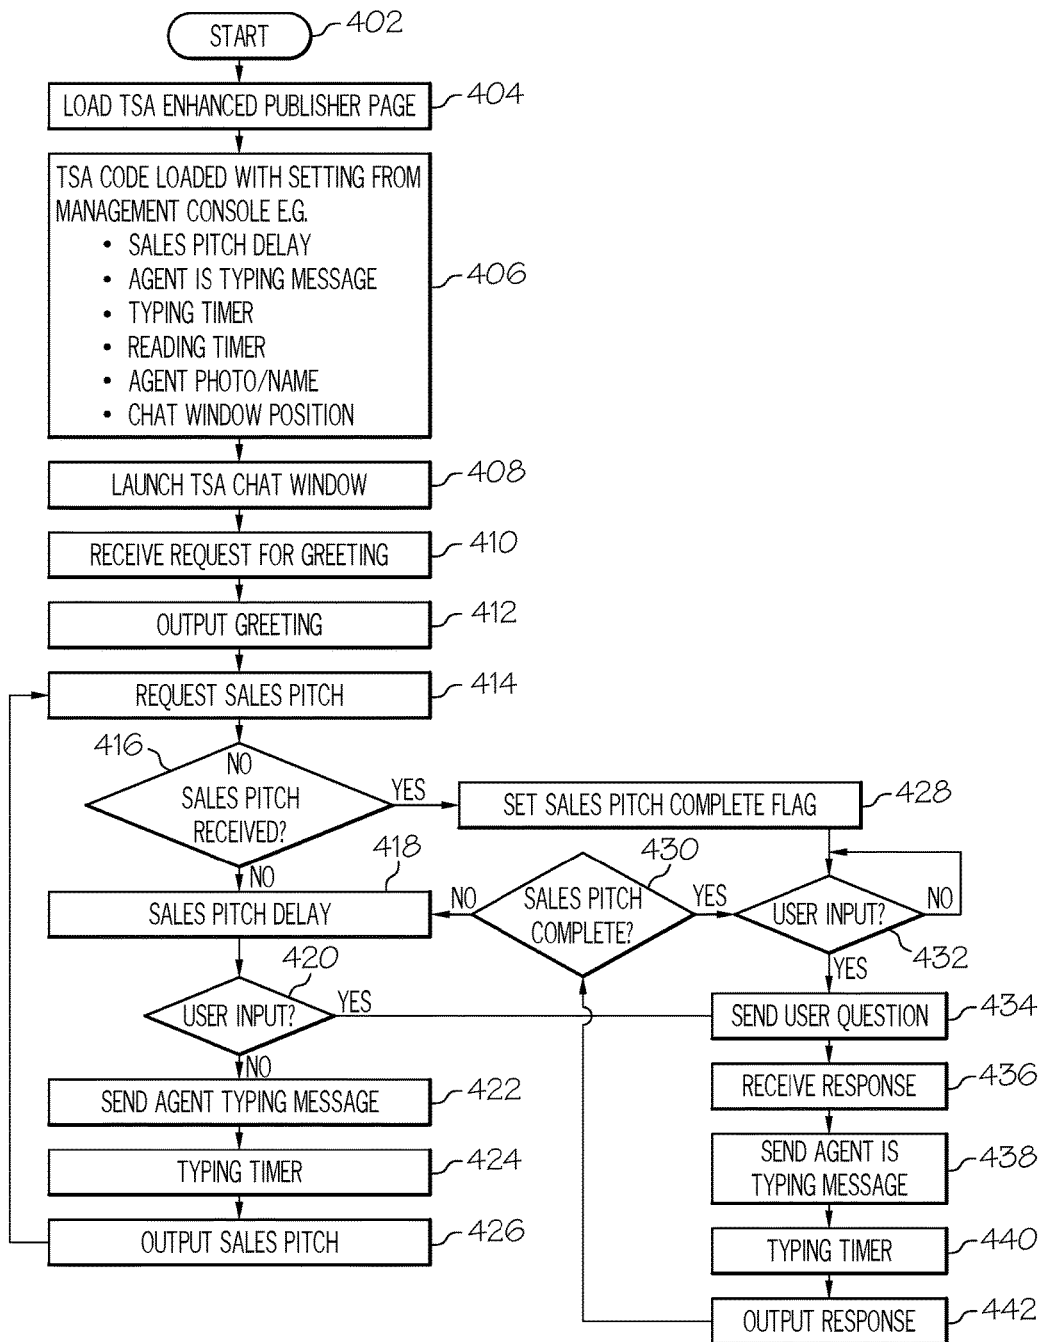 START
402
LOAD TSA ENHANCED PUBLISHER PAGE
404
TSA CODE LOADED WITH SETTING FROM
MANAGEMENT CONSOLE E.G.
• SALES PITCH DELAY
• AGENT IS TYPING MESSAGE
• TYPING TIMER
• READING TIMER
• AGENT PHOTO/NAME
• CHAT WINDOW POSITION
406
LAUNCH TSA CHAT WINDOW
408
RECEIVE REQUEST FOR GREETING
410
OUTPUT GREETING
412
REQUEST SALES PITCH
414
416
NO
SALES PITCH
RECEIVED?
YES
NO
SET SALES PITCH COMPLETE FLAG
428
418
SALES PITCH DELAY
NO
430
SALES PITCH
COMPLETE?
YES
USER INPUT?
NO
432
YES
420
USER INPUT?
YES
NO
SEND USER QUESTION
434
SEND AGENT TYPING MESSAGE
422
RECEIVE RESPONSE
436
TYPING TIMER
424
SEND AGENT IS
TYPING MESSAGE
438
OUTPUT SALES PITCH
426
TYPING TIMER
440
OUTPUT RESPONSE
442